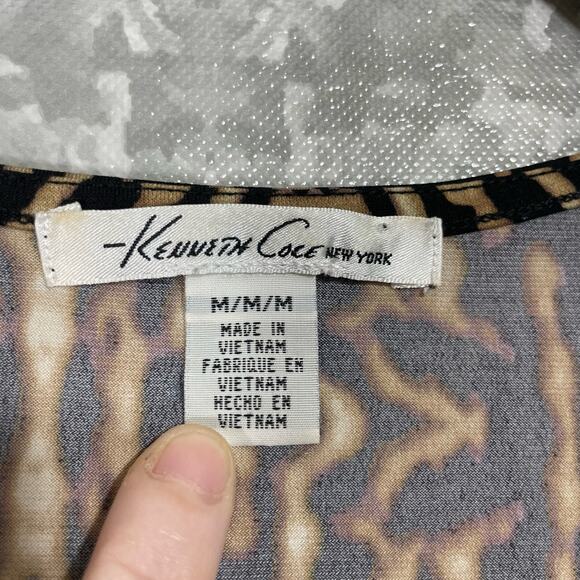 Kenneth Cole NEW YORK
M/M/M
MADE IN
VIETNAM
FABRIQUE EN
VIETNAM
HECHO EN
VIETNAM